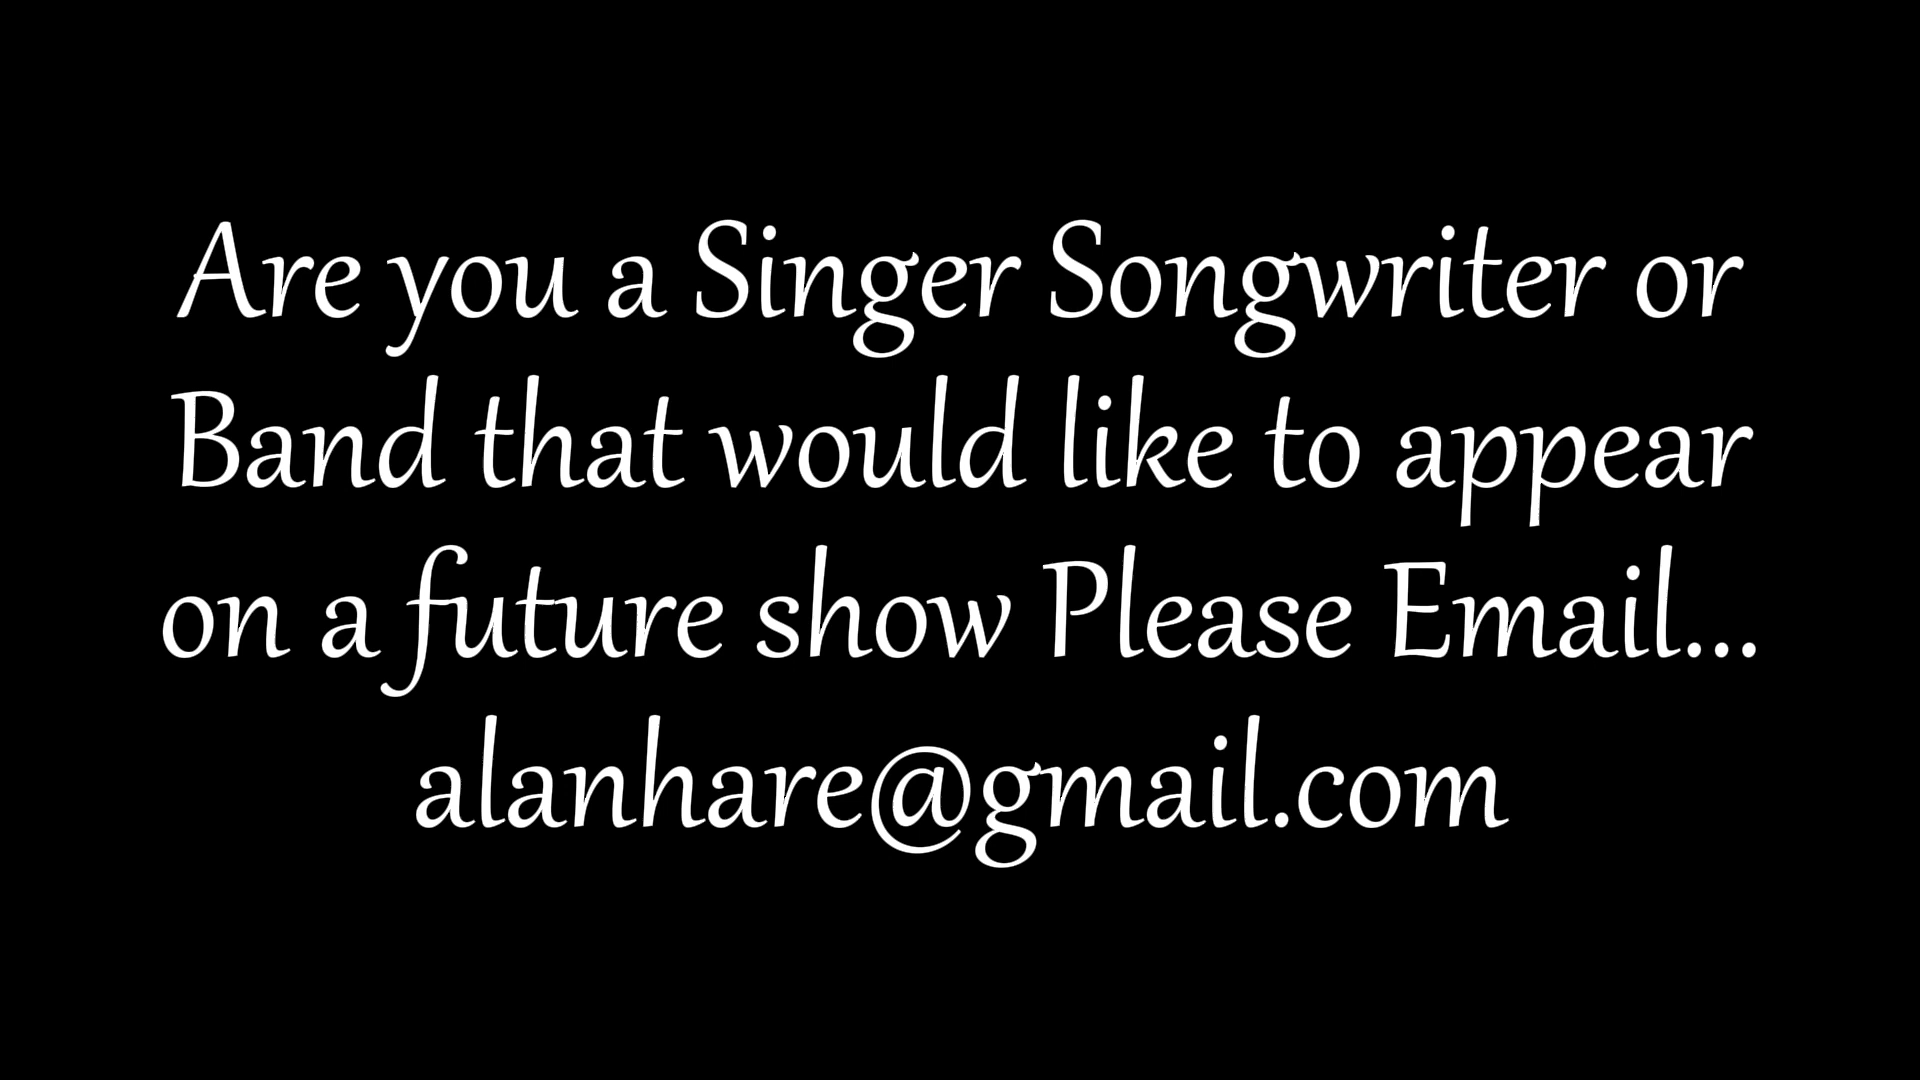 Are you a Singer Songwriter or
Band that would like to appear
on a future show Please Email...
alanhare@gmail.com